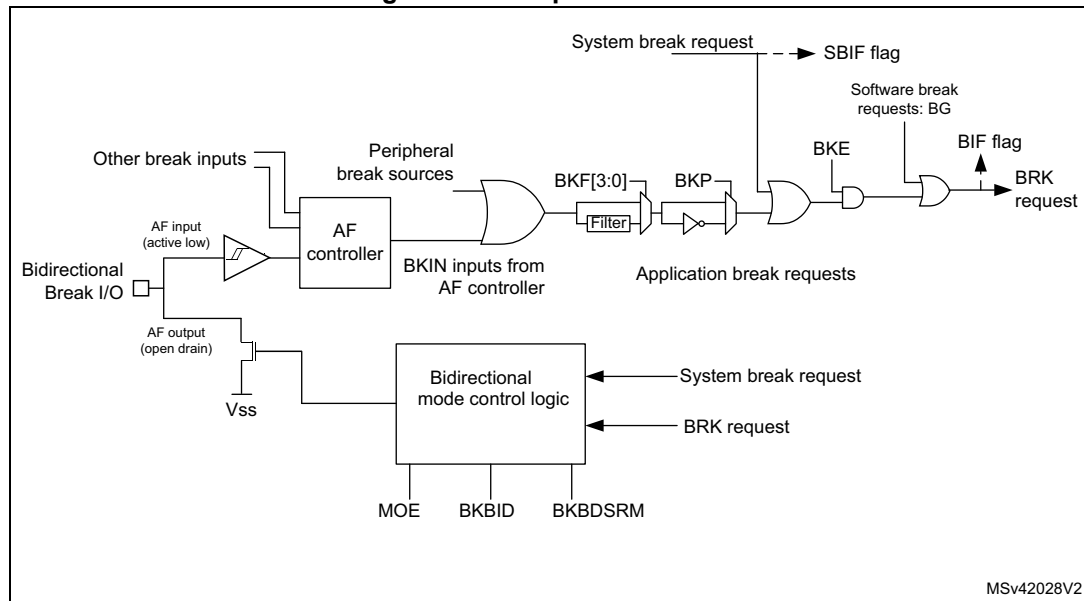 System break request
SBIF flag
Software break
requests: BG
BIF flag
BKE
BRK
request
Other break inputs
Peripheral
break sources
BKF[3:0]
BKP
Filter
AF input
(active low)
AF
controller
Bidirectional
Break I/O
BKIN inputs from
AF controller
Application break requests
AF output
(open drain)
Vss
Bidirectional
mode control logic
System break request
BRK request
MOE
BKBID
BKBDSRM
MSv42028V2